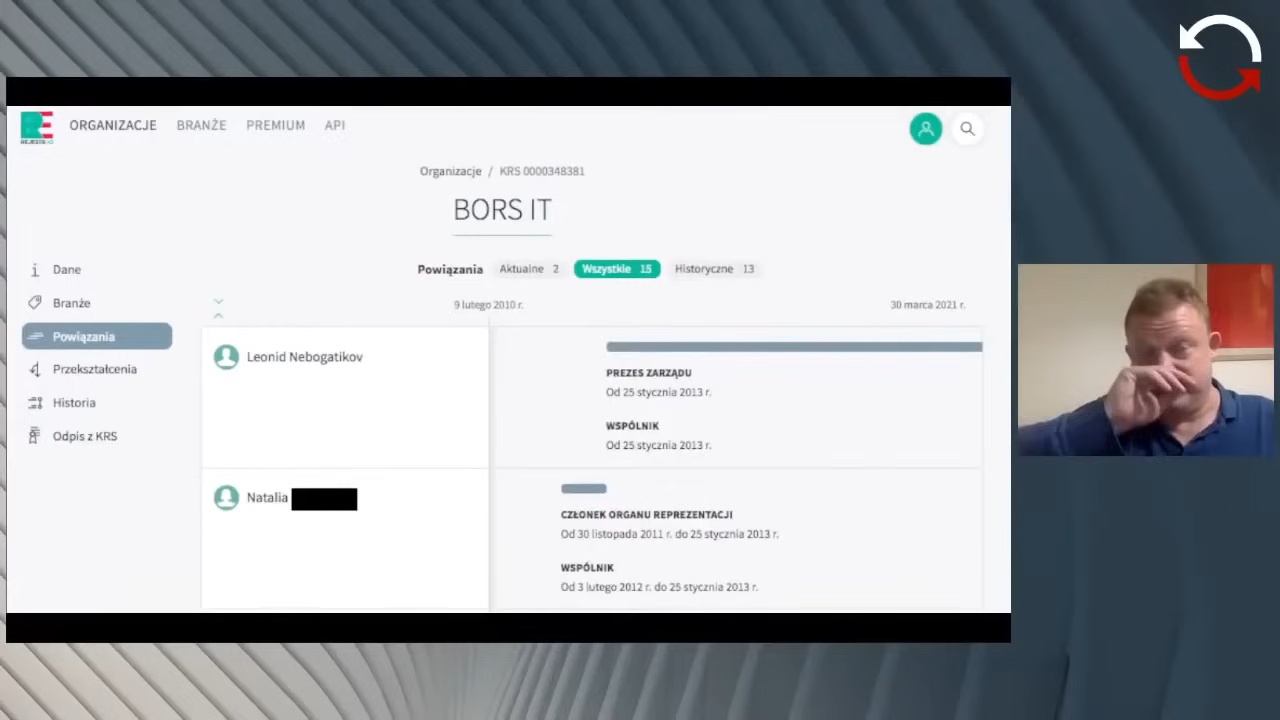 ORGANIZACJE BRANŻE PREMIUM API
Organizacje / KRS 0000348381
BORS IT
Dane
Branże
Powiązania
Przekształcenia
Historia
Odpis z KRS
Powiązania Aktualne 2 Wszystkie 15 Historyczne 13
9 lutego 2010 r. 30 marca 2021 r.
Leonid Nebogatikov
PREZES ZARZĄDU
Od 25 stycznia 2013 r.
WSPÓLNIK
Od 25 stycznia 2013 r.
Natalia
CZŁONEK ORGANU REPREZENTACJI
Od 30 listopada 2011 r. do 25 stycznia 2013 r.
WSPÓLNIK
Od 3 lutego 2012 r. do 25 stycznia 2013 r.